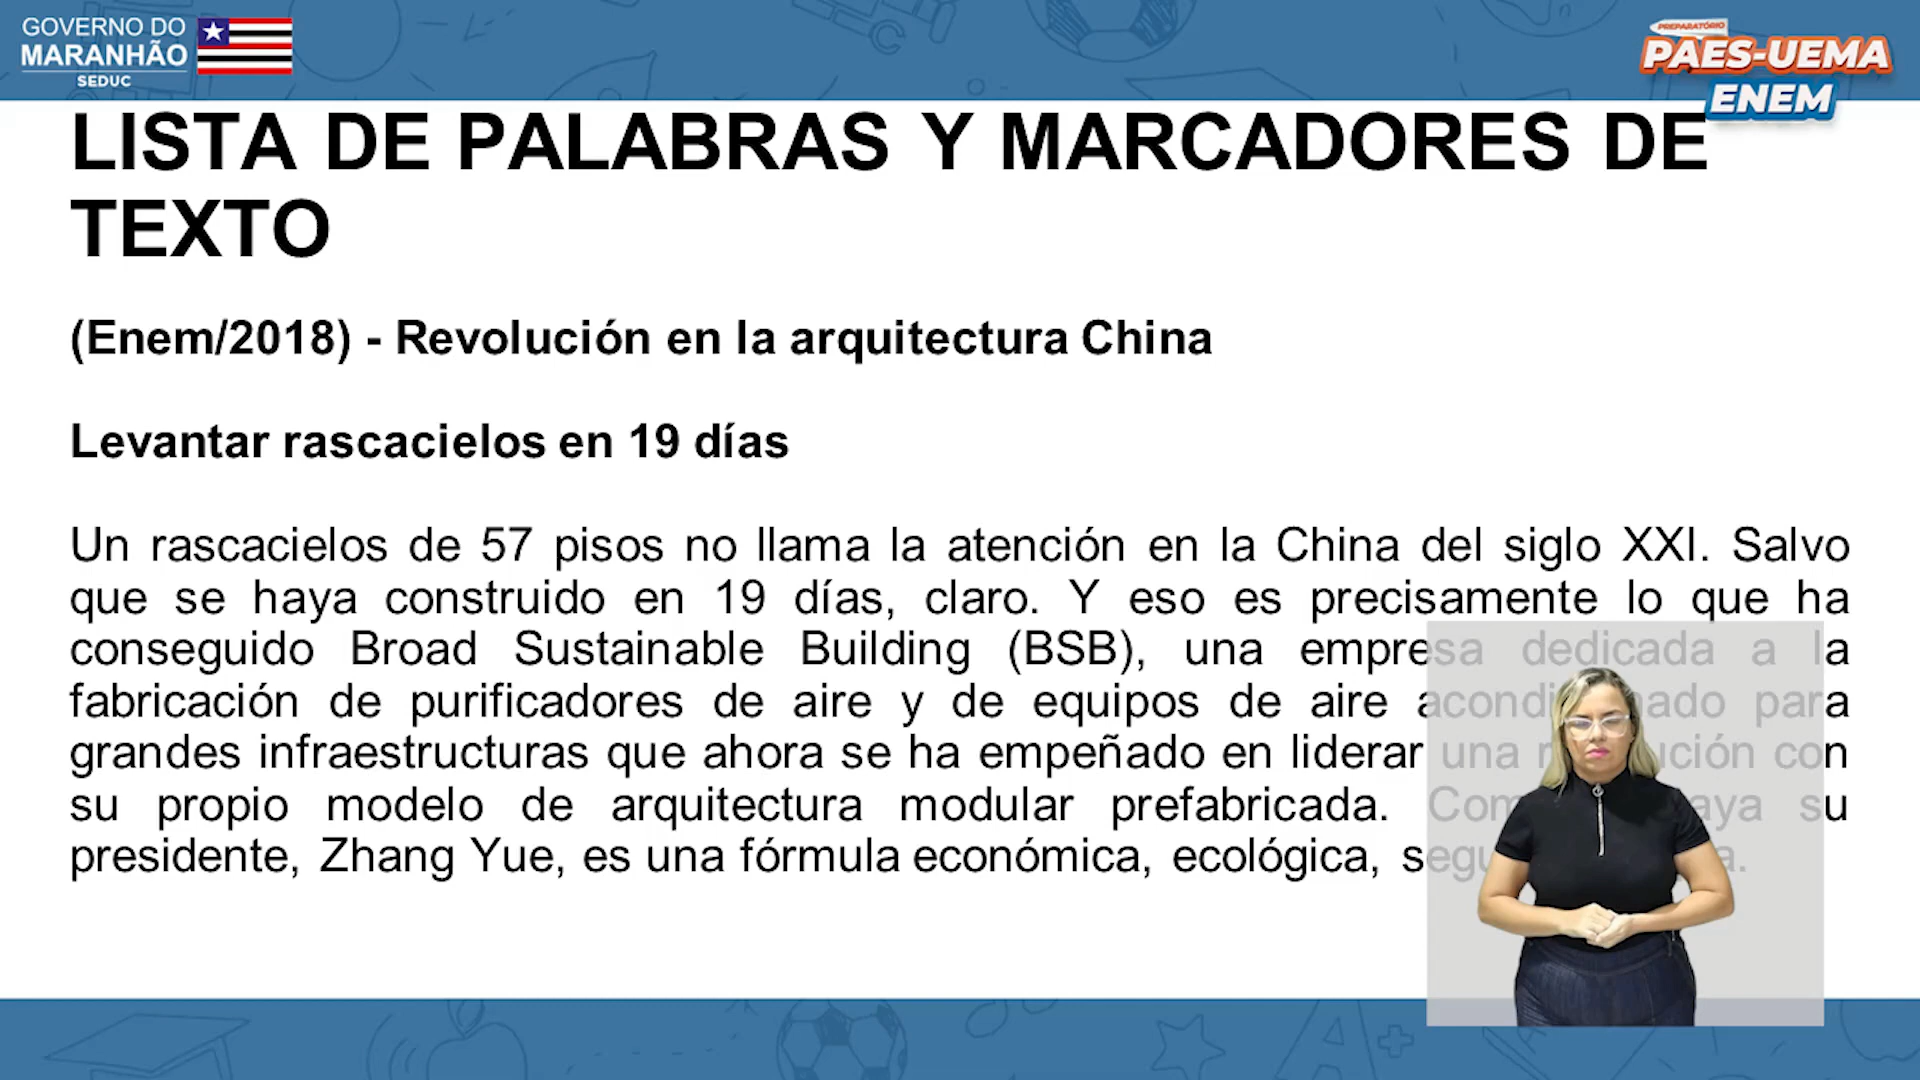 GOVERNO DO
MARANHÃO
SEDUC
PREPARATÓRIO
PAES-UEMA
ENEM
LISTA DE PALABRAS Y MARCADORES DE
TEXTO
(Enem/2018) - Revolución en la arquitectura China
Levantar rascacielos en 19 días
Un rascacielos de 57 pisos no llama la atención en la China del siglo XXI. Salvo
que se haya construido en 19 días, claro. Y eso es precisamente lo que ha
conseguido Broad Sustainable Building (BSB), una empresa dedicada a la
fabricación de purificadores de aire y de equipos de aire acondicionado para
grandes infraestructuras que ahora se ha empeñado en liderar una revolución con
su propio modelo de arquitectura modular prefabricada. su
presidente, Zhang Yue, es una fórmula económica, ecológica,